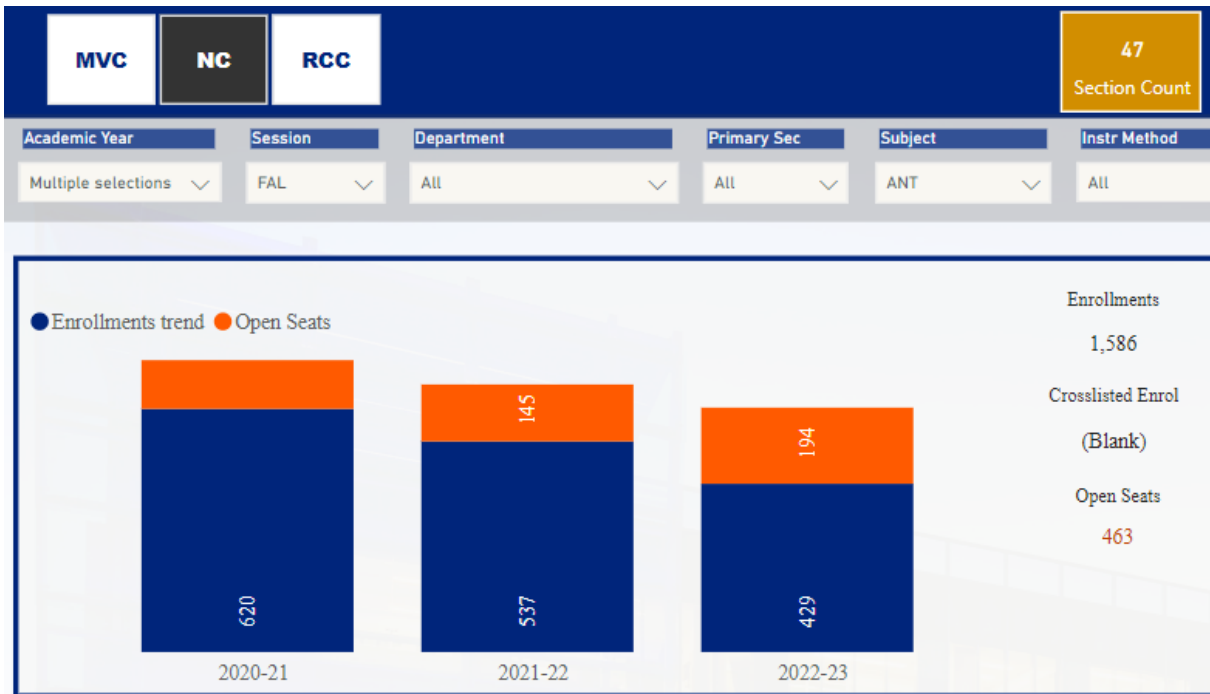 MVC NC RCC
47
Section Count
Academic Year Session Department Primary Sec Subject Instr Method
Multiple selections FAL All All ANT All
Enrollments trend Open Seats
Enrollments
1,586
Crosslisted Enrol
(Blank)
Open Seats
463
145
194
620
537
429
2020-21 2021-22 2022-23